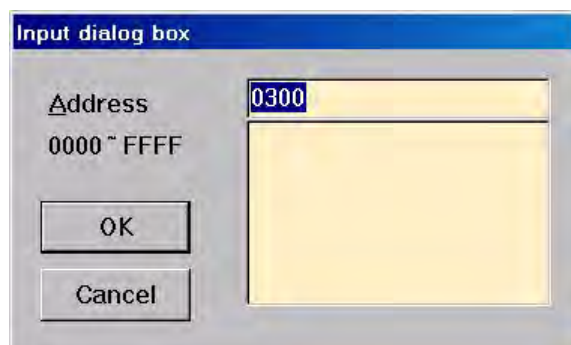 Input dialog box
Address
0300
0000 ~ FFFF
OK
Cancel